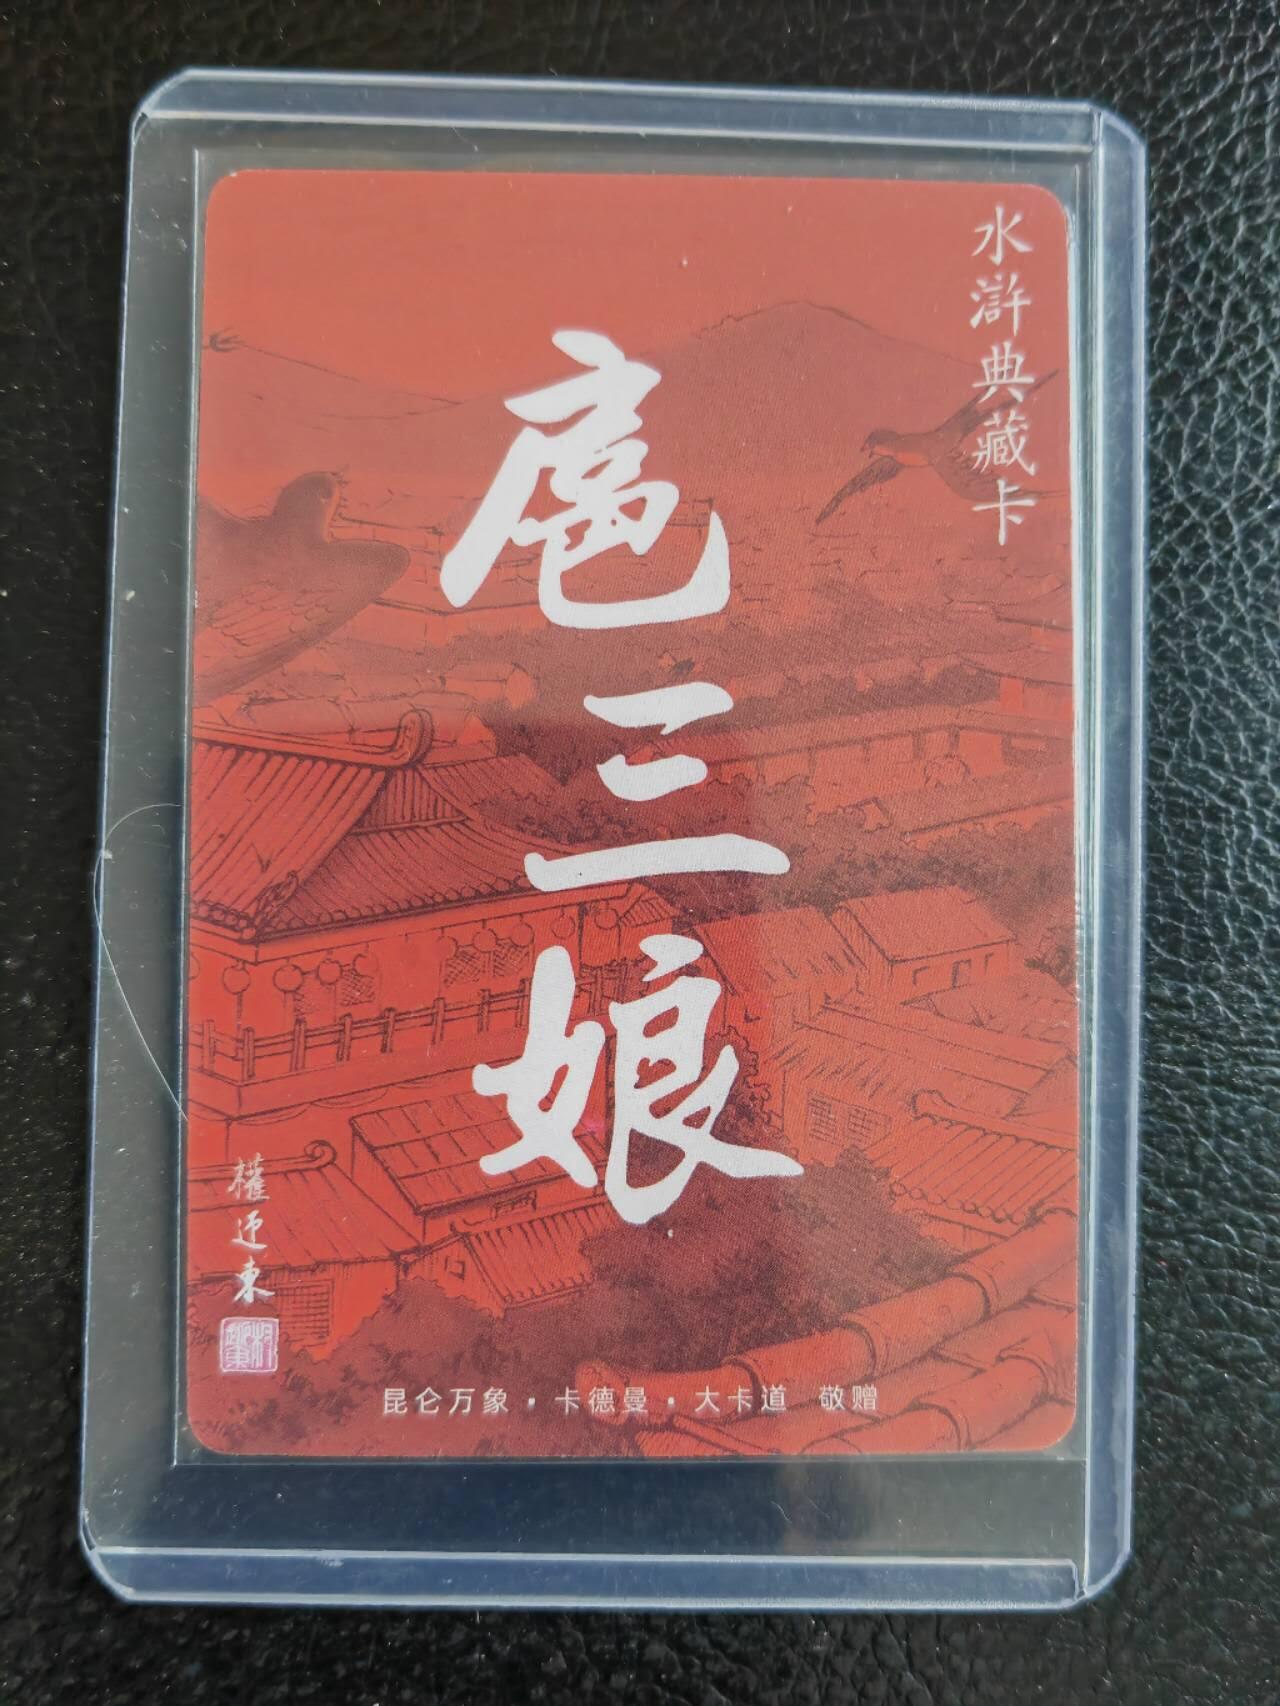 水滸典藏卡
扈三娘
權迎東
昆仑万象·卡德曼·大卡道 敬赠